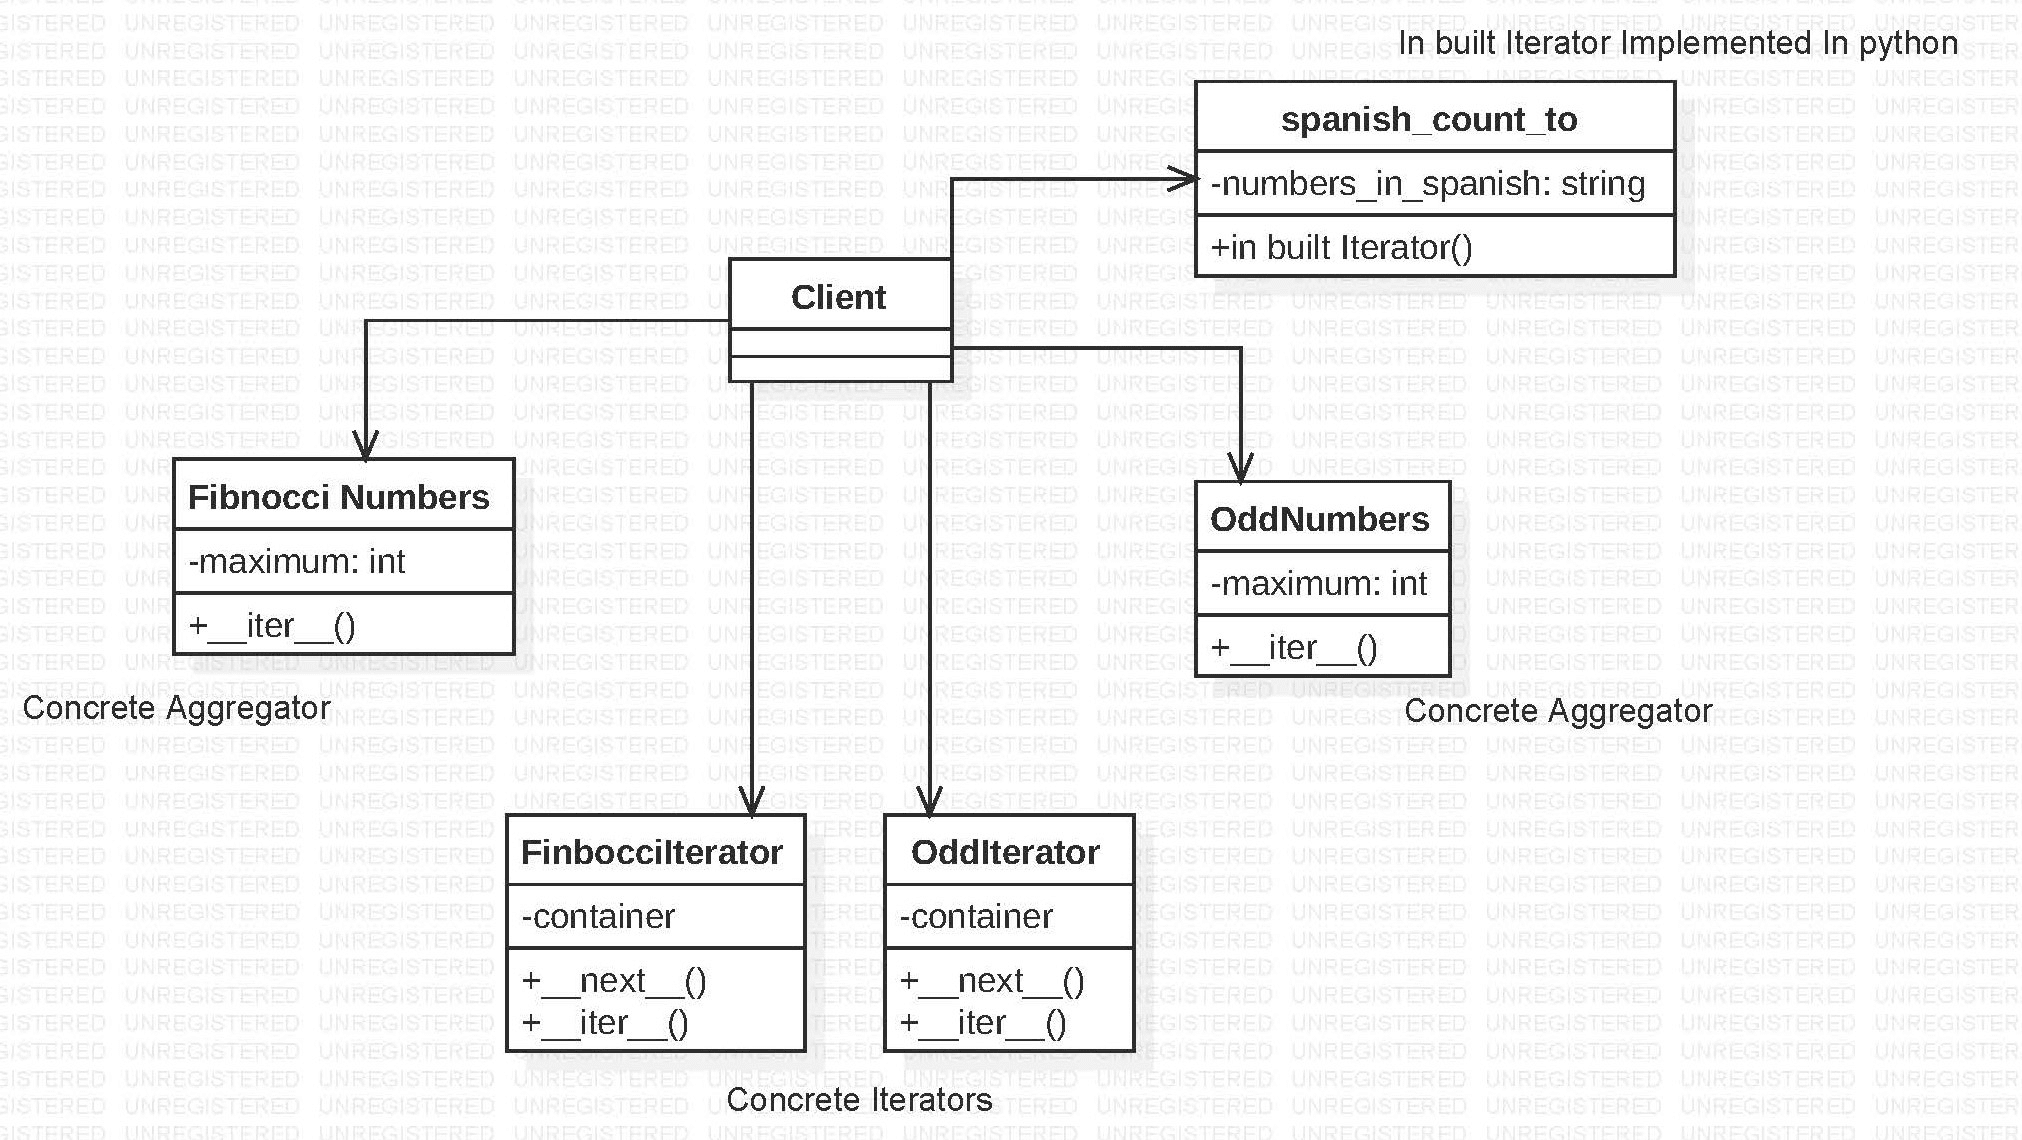 In built Iterator Implemented In python
spanish_count_to
-numbers_in_spanish: string
+in built Iterator()
Client
Fibnocci Numbers
-maximum: int
+__iter__()
Concrete Aggregator
OddNumbers
-maximum: int
+__iter__()
Concrete Aggregator
FinbocciIterator
-container
+__next__()
+__iter__()
OddIterator
-container
+__next__()
+__iter__()
Concrete Iterators
UNREGISTERED